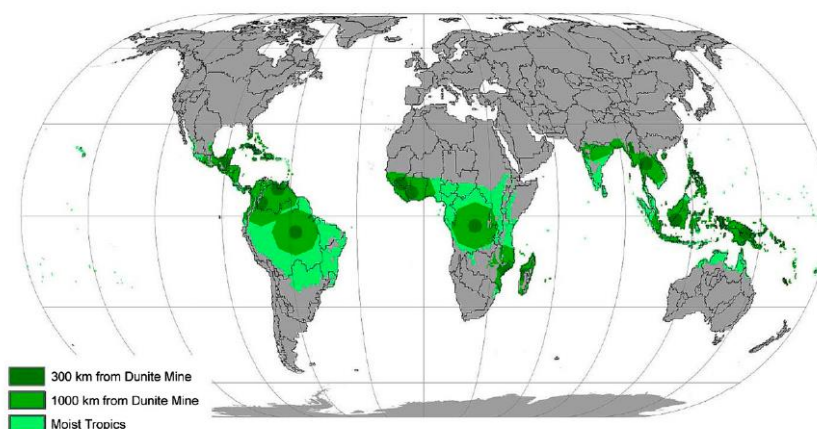 300 km from Dunite Mine
1000 km from Dunite Mine
Moist Tropics